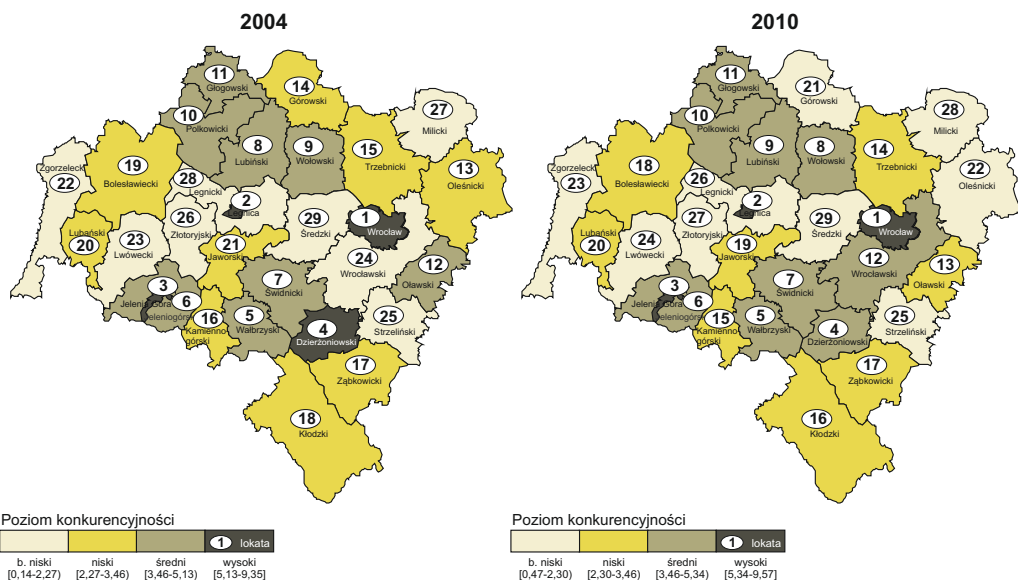 2004
11
Głogowski
14
Górowski
27
Milicki
10
Polkowicki
8
Lubiński
9
Wołowski
15
Trzebnicki
13
Oleśnicki
Zgorzelecki
22
19
Bolesławiecki
28
Legnicki
2
Legnica
1
Wrocław
Lubański
20
23
Lwówecki
26
Złotoryjski
21
Jaworski
29
Średzki
24
Wrocławski
12
Oławski
3
Jelenia Góra
6
Jeleniogórski
16
Kamienno-
górski
7
Świdnicki
5
Wałbrzyski
4
Dzierżoniowski
25
Strzeliński
17
Ząbkowicki
18
Kłodzki
Poziom konkurencyjności
1 lokata
b. niski niski średni wysoki
[0,14-2,27) [2,27-3,46) [3,46-5,13) [5,13-9,35]
2010
11
Głogowski
21
Górowski
28
Milicki
10
Polkowicki
9
Lubiński
8
Wołowski
14
Trzebnicki
22
Oleśnicki
Zgorzelecki
23
18
Bolesławiecki
26
Legnicki
2
Legnica
1
Wrocław
Lubański
20
24
Lwówecki
27
Złotoryjski
19
Jaworski
29
Średzki
12
Wrocławski
13
Oławski
3
Jelenia Góra
6
Jeleniogórski
15
Kamienno-
górski
7
Świdnicki
5
Wałbrzyski
4
Dzierżoniowski
25
Strzeliński
17
Ząbkowicki
16
Kłodzki
Poziom konkurencyjności
1 lokata
b. niski niski średni wysoki
[0,47-2,30) [2,30-3,46) [3,46-5,34) [5,34-9,57]